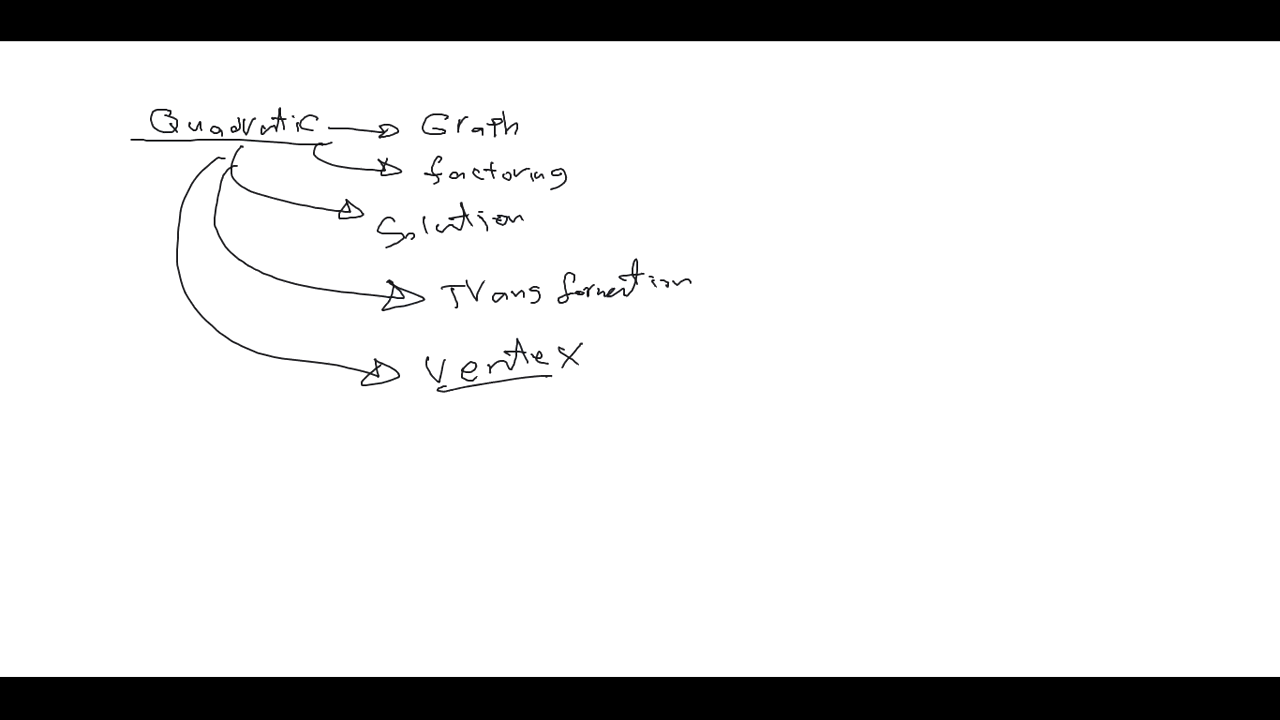 Quadratic → Graph
factoring
Solution
Transformation
Vertex